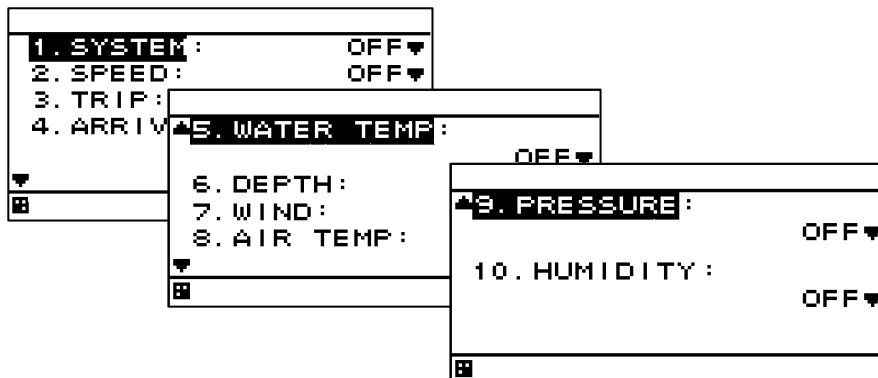 1.SYSTEM: OFF▼
2.SPEED: OFF▼
3.TRIP:
4.ARRIV
▼
▲5.WATER TEMP:
OFF▼
6.DEPTH:
7.WIND:
8.AIR TEMP:
▼
▲9.PRESSURE:
OFF▼
10.HUMIDITY:
OFF▼